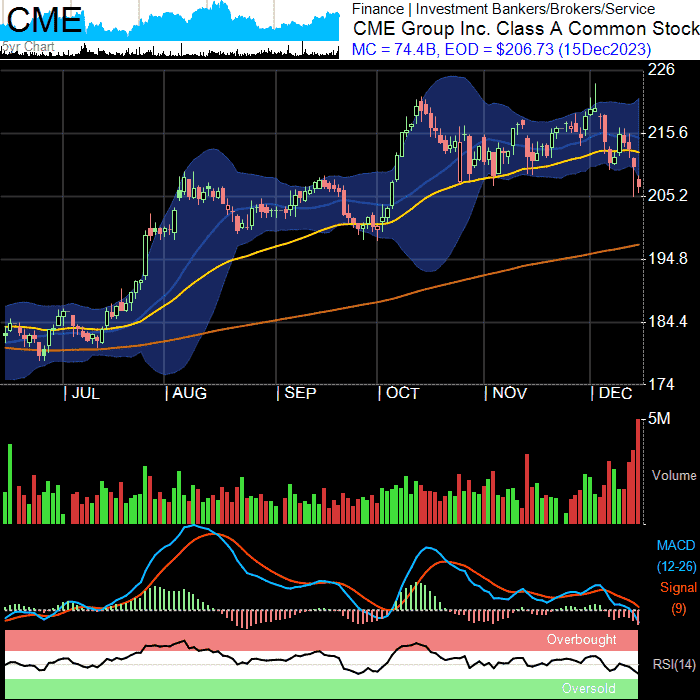 CME
Finance | Investment Bankers/Brokers/Service
CME Group Inc. Class A Common Stock
MC = 74.4B, EOD = $206.73 (15Dec2023)
226
215.6
205.2
194.8
184.4
174
| JUL | AUG | SEP | OCT | NOV | DEC
5M
Volume
MACD
(12-26)
Signal
(9)
Overbought
RSI(14)
Oversold